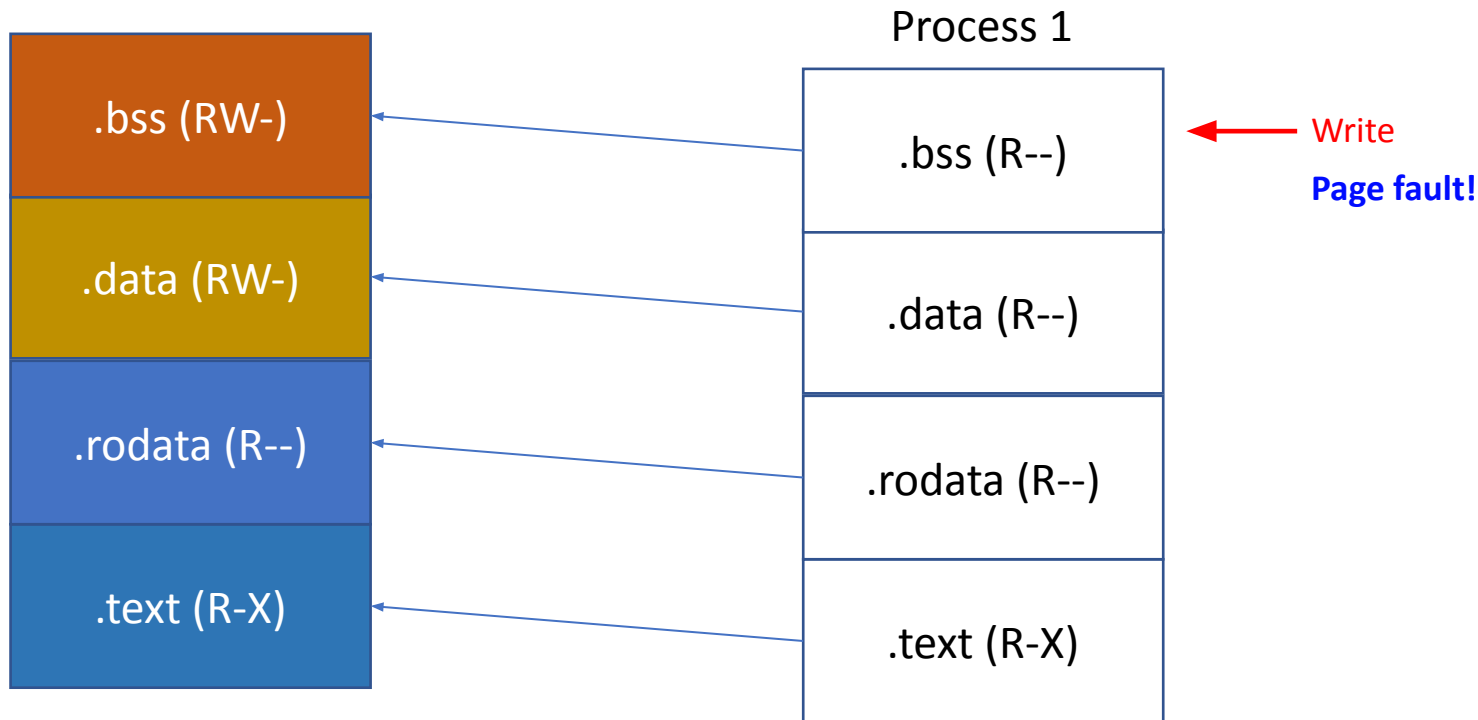 Process 1
.bss (RW-)
.data (RW-)
.rodata (R--)
.text (R-X)
.bss (R--)
.data (R--)
.rodata (R--)
.text (R-X)
Write
Page fault!